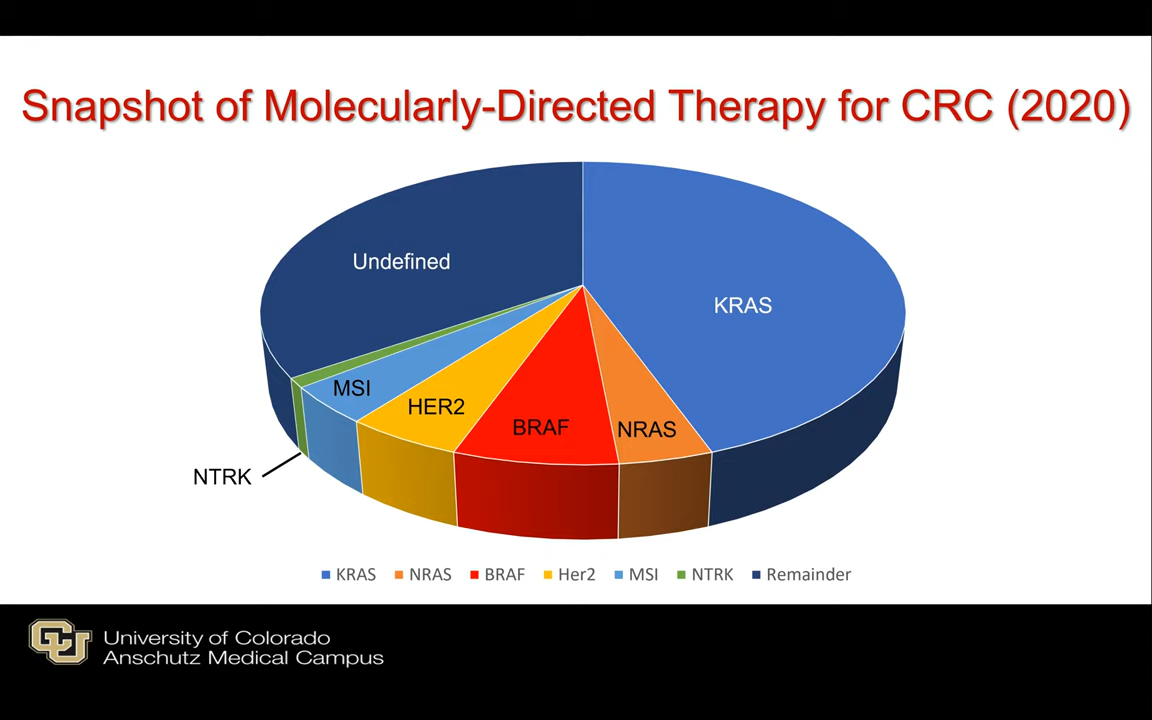 Snapshot of Molecularly-Directed Therapy for CRC (2020)
Undefined
KRAS
MSI
HER2
BRAF
NRAS
NTRK
KRAS NRAS BRAF Her2 MSI NTRK Remainder
CU
University of Colorado
Anschutz Medical Campus